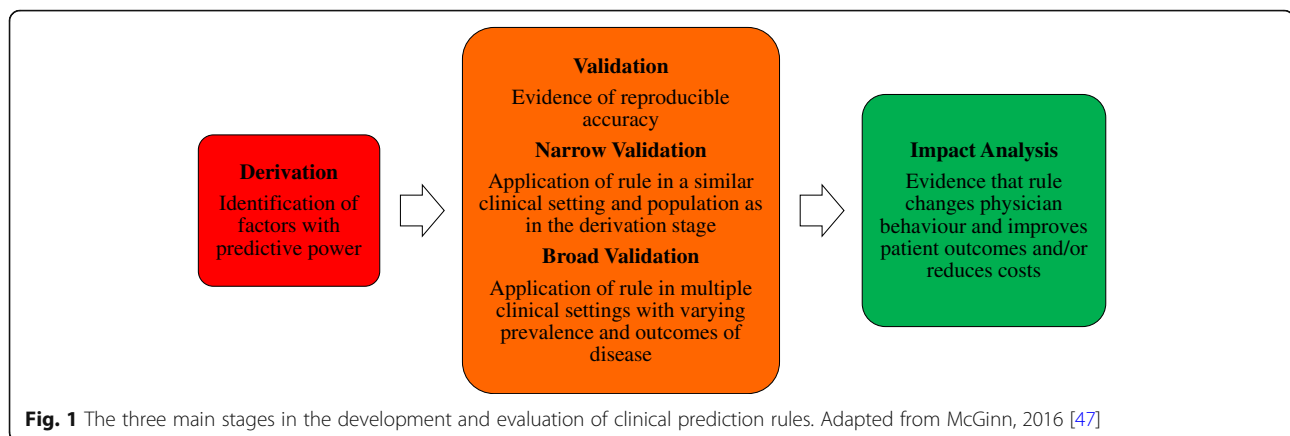 Derivation
Identification of
factors with
predictive power
Validation
Evidence of reproducible
accuracy
Narrow Validation
Application of rule in a similar
clinical setting and population as
in the derivation stage
Broad Validation
Application of rule in multiple
clinical settings with varying
prevalence and outcomes of
disease
Impact Analysis
Evidence that rule
changes physician
behaviour and improves
patient outcomes and/or
reduces costs
Fig. 1 The three main stages in the development and evaluation of clinical prediction rules. Adapted from McGinn, 2016 [47]